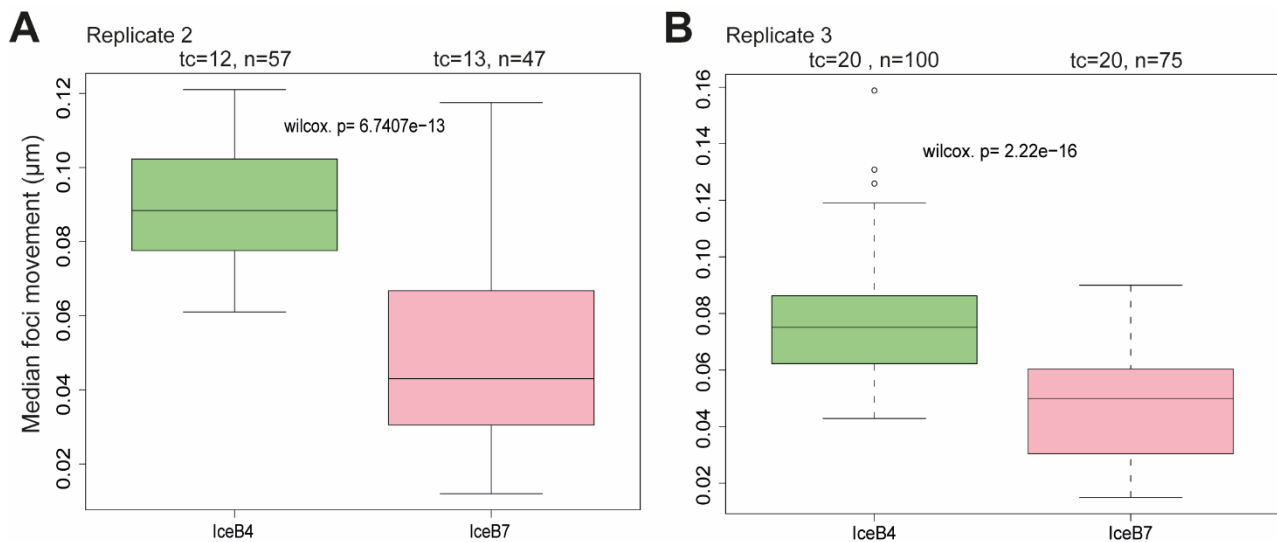 A
Replicate 2
tc=12, n=57
tc=13, n=47
wilcox. p= 6.7407e−13
Median foci movement (µm)
0.12
0.10
0.08
0.06
0.04
0.02
IceB4
IceB7
B
Replicate 3
tc=20 , n=100
tc=20, n=75
wilcox. p= 2.22e−16
0.16
0.14
0.12
0.10
0.08
0.06
0.04
0.02
IceB4
IceB7